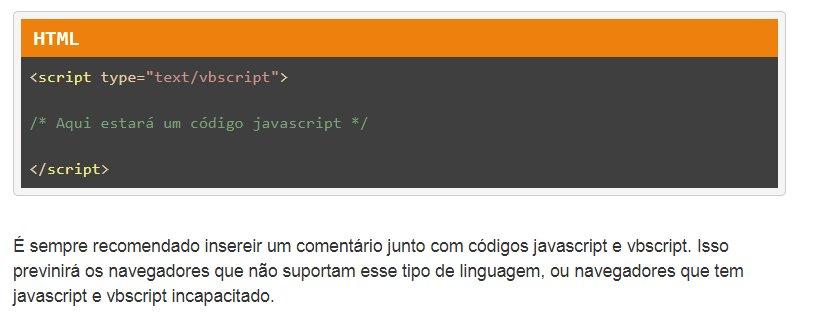 HTML
<script type="text/vbscript">
/* Aqui estará um código javascript */
</script>
É sempre recomendado insereir um comentário junto com códigos javascript e vbscript. Isso
previnirá os navegadores que não suportam esse tipo de linguagem, ou navegadores que tem
javascript e vbscript incapacitado.